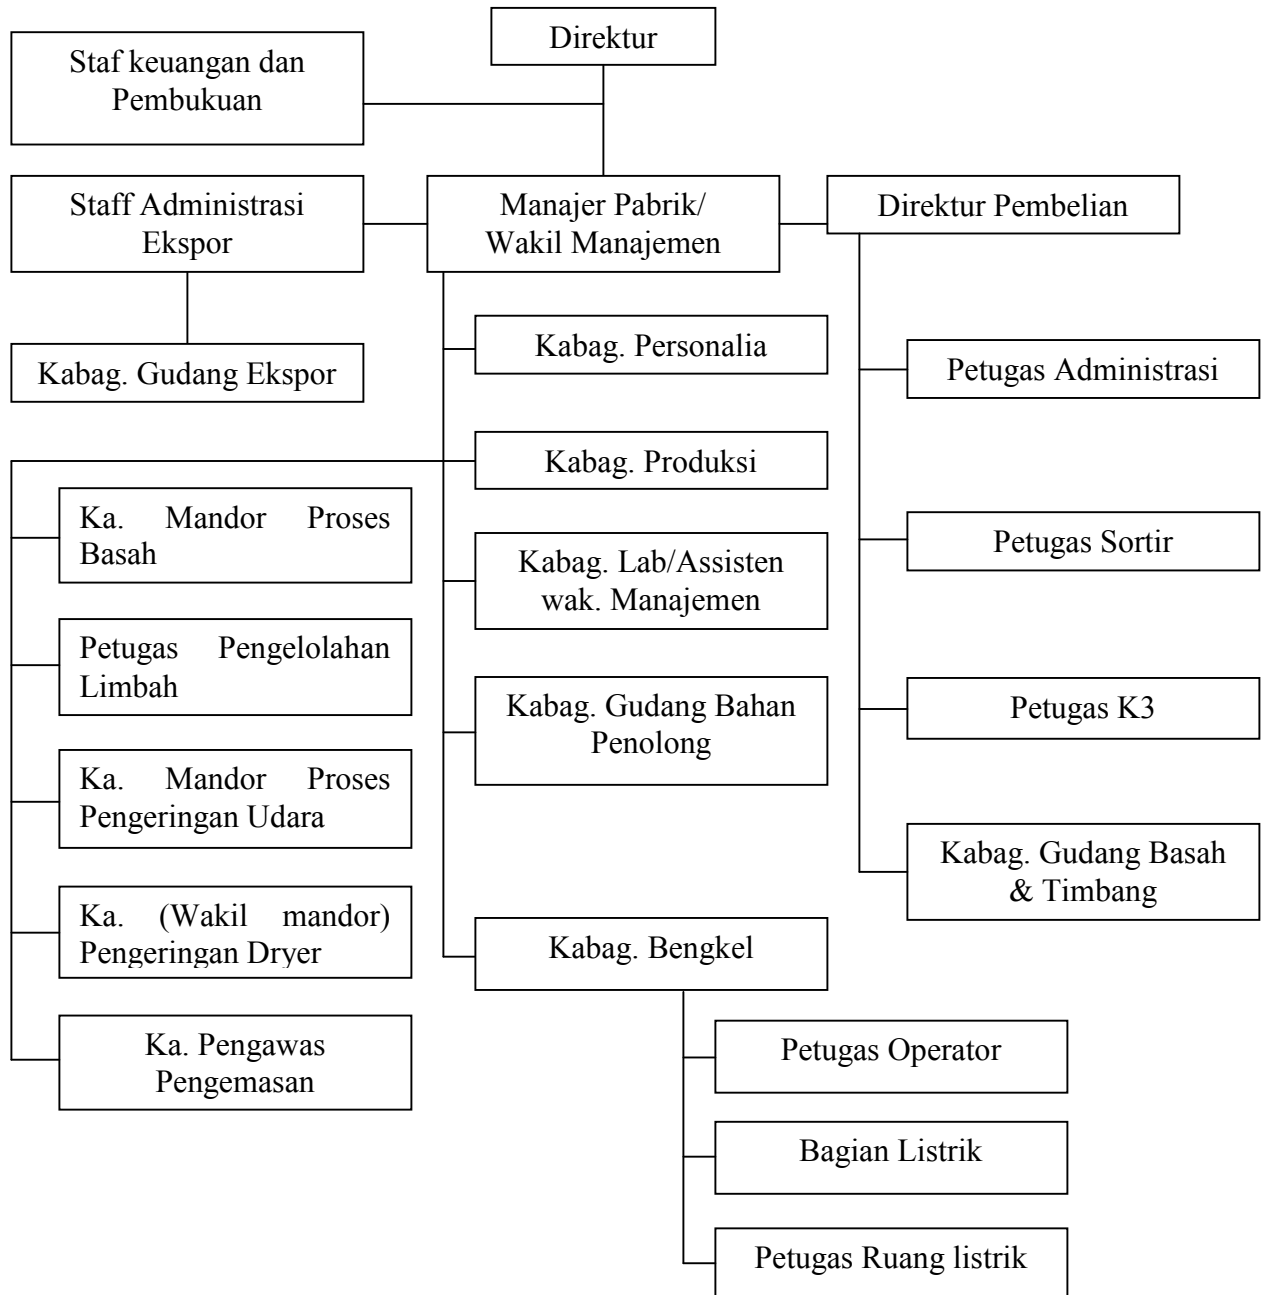 Direktur
Staf keuangan dan
Pembukuan
Staff Administrasi
Ekspor
Manajer Pabrik/
Wakil Manajemen
Direktur Pembelian
Kabag. Gudang Ekspor
Kabag. Personalia
Petugas Administrasi
Kabag. Produksi
Ka. Mandor Proses
Basah
Kabag. Lab/Assisten
wak. Manajemen
Petugas Sortir
Petugas Pengelolahan
Limbah
Kabag. Gudang Bahan
Penolong
Petugas K3
Ka. Mandor Proses
Pengeringan Udara
Kabag. Gudang Basah
& Timbang
Ka. (Wakil mandor)
Pengeringan Dryer
Kabag. Bengkel
Ka. Pengawas
Pengemasan
Petugas Operator
Bagian Listrik
Petugas Ruang listrik